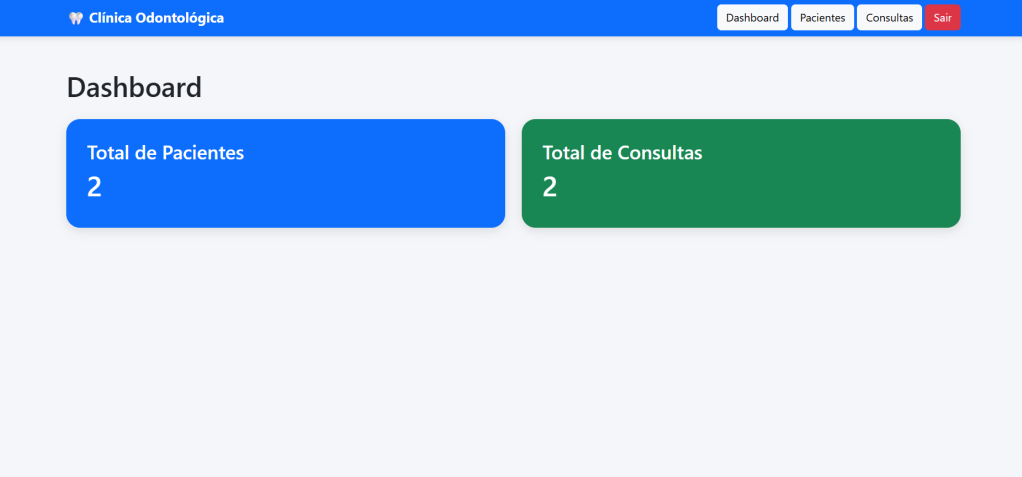 Clínica Odontológica
Dashboard Pacientes Consultas Sair
Dashboard
Total de Pacientes
2
Total de Consultas
2